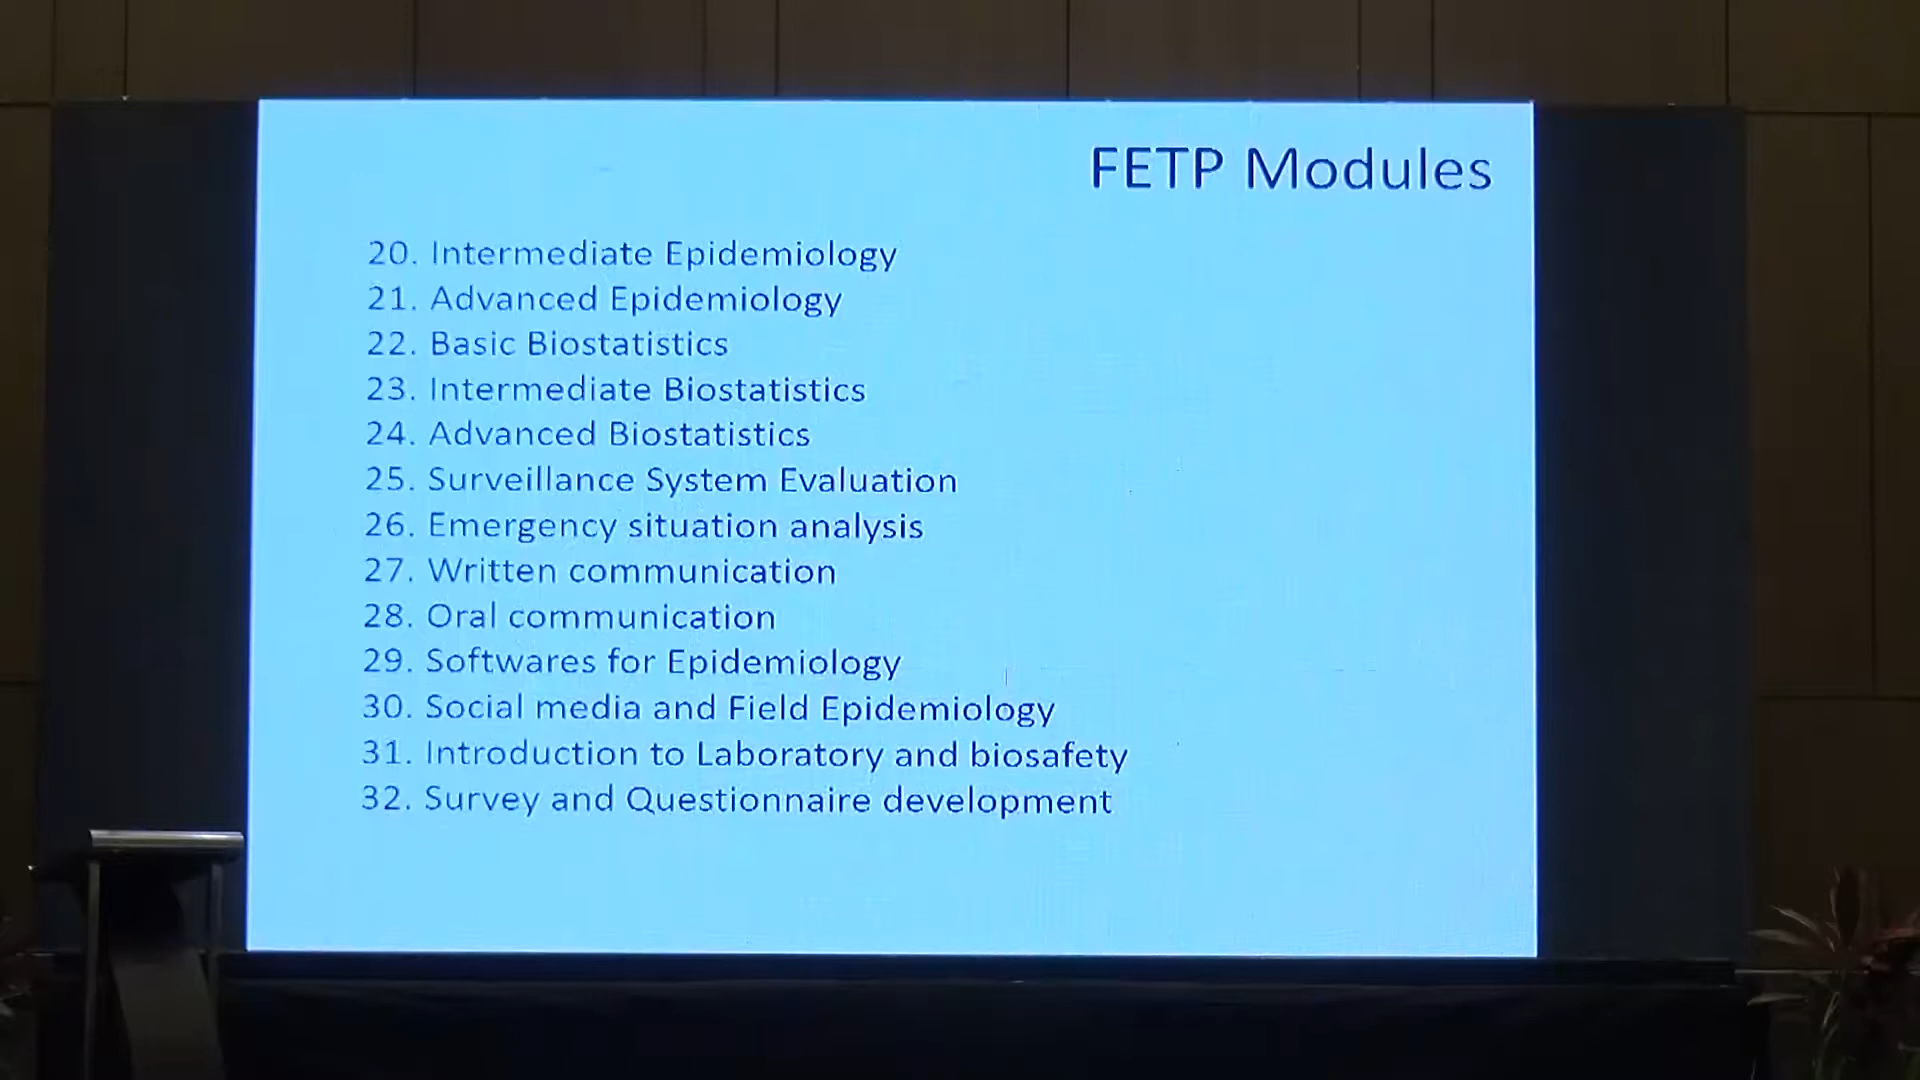 FETP Modules
20. Intermediate Epidemiology
21. Advanced Epidemiology
22. Basic Biostatistics
23. Intermediate Biostatistics
24. Advanced Biostatistics
25. Surveillance System Evaluation
26. Emergency situation analysis
27. Written communication
28. Oral communication
29. Softwares for Epidemiology
30. Social media and Field Epidemiology
31. Introduction to Laboratory and biosafety
32. Survey and Questionnaire development